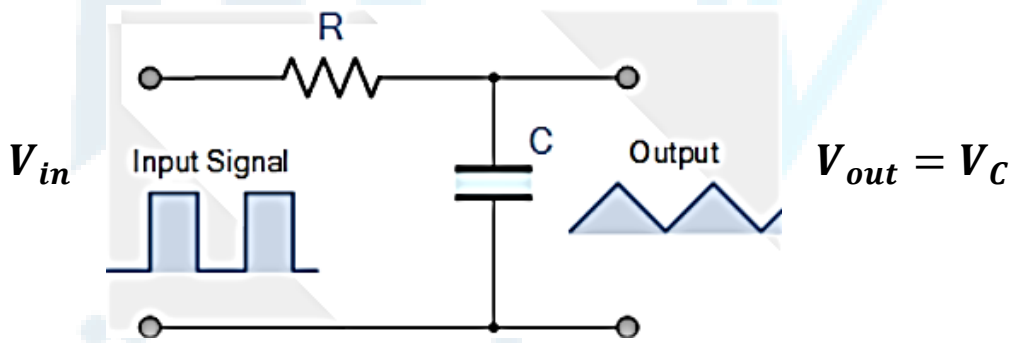 R
V_in
Input Signal
C
Output
V_out = V_C